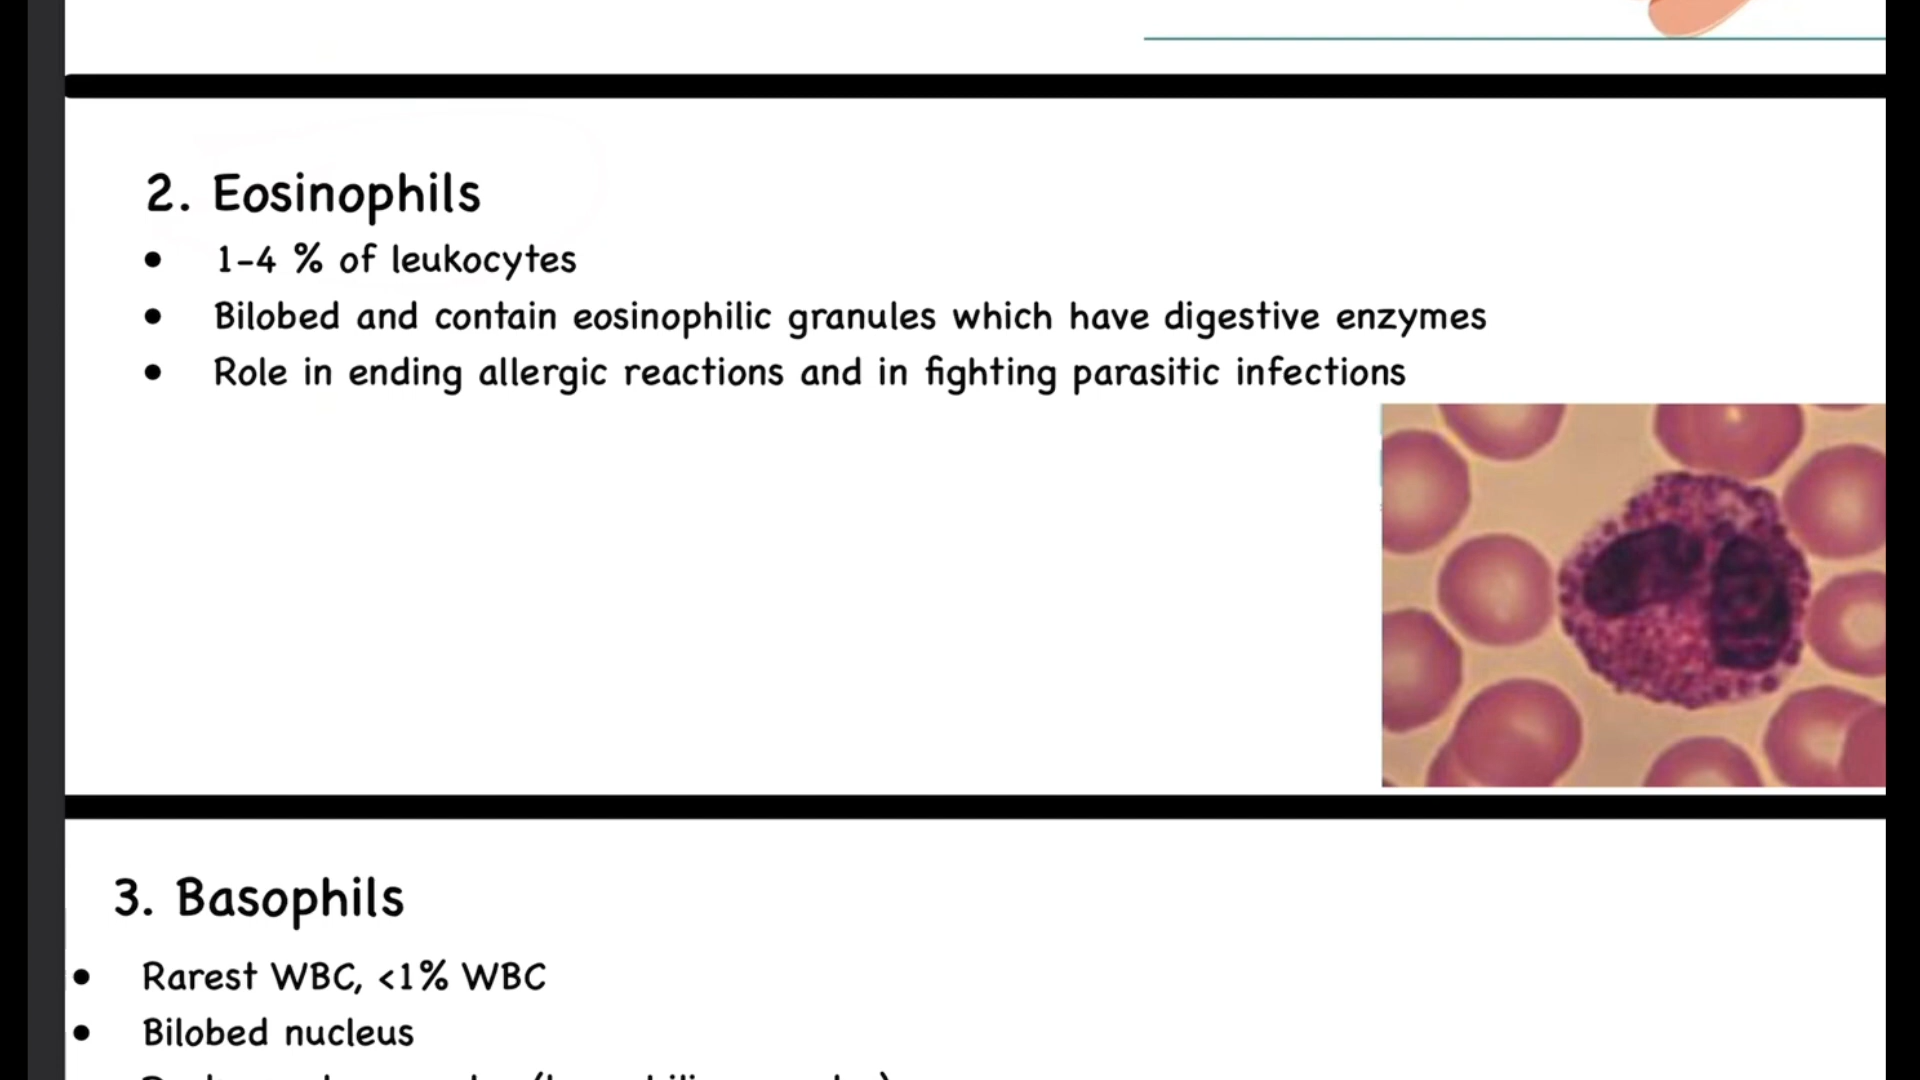 2. Eosinophils
• 1-4 % of leukocytes
• Bilobed and contain eosinophilic granules which have digestive enzymes
• Role in ending allergic reactions and in fighting parasitic infections
3. Basophils
• Rarest WBC, <1% WBC
• Bilobed nucleus